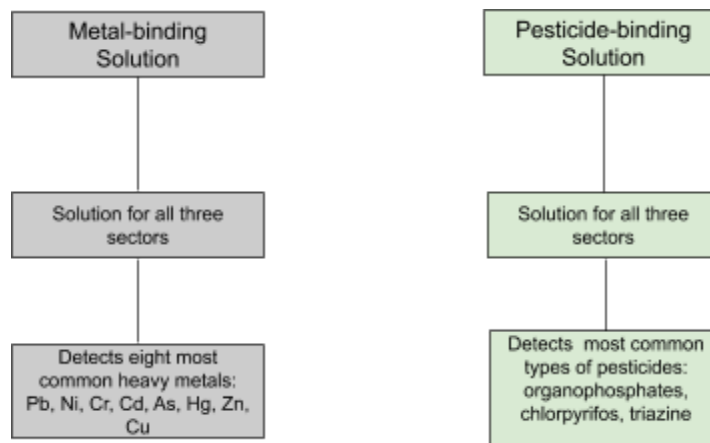 Metal-binding
Solution
Solution for all three
sectors
Detects eight most
common heavy metals:
Pb, Ni, Cr, Cd, As, Hg, Zn,
Cu
Pesticide-binding
Solution
Solution for all three
sectors
Detects most common
types of pesticides:
organophosphates,
chlorpyrifos, triazine